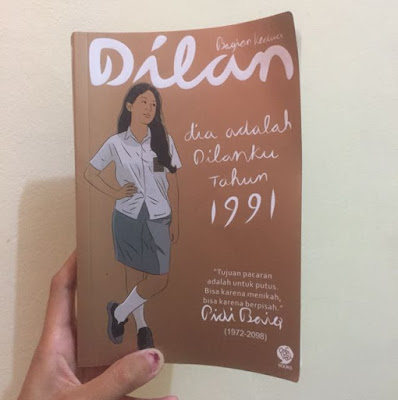 Bagian Kedua
Dilan
dia adalah
Dilanku
Tahun
1991
"Tujuan pacaran
adalah untuk putus.
Bisa karena menikah,
bisa karena berpisah."
Pidi Baiq
(1972-2098)
BOOKS